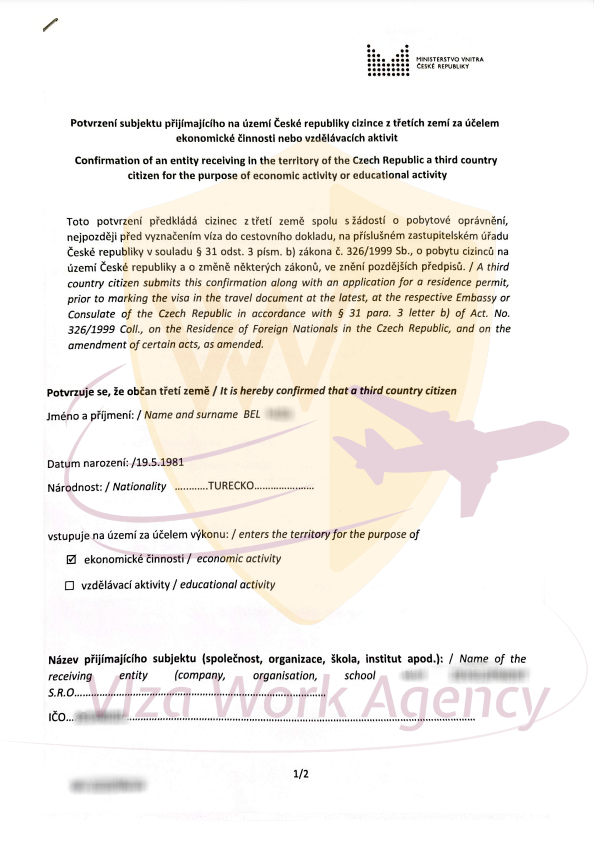 MINISTERSTVO VNITRA
ČESKÉ REPUBLIKY
Potvrzení subjektu přijímajícího na území České republiky cizince z třetích zemí za účelem
ekonomické činnosti nebo vzdělávacích aktivit
Confirmation of an entity receiving in the territory of the Czech Republic a third country
citizen for the purpose of economic activity or educational activity
Toto potvrzení předkládá cizinec z třetí země spolu s žádostí o pobytové oprávnění,
nejpozději před vyznačením víza do cestovního dokladu, na příslušném zastupitelském úřadu
České republiky v souladu § 31 odst. 3 písm. b) zákona č. 326/1999 Sb., o pobytu cizinců na
území České republiky a o změně některých zákonů, ve znění pozdějších předpisů. / A third
country citizen submits this confirmation along with an application for a residence permit,
prior to marking the visa in the travel document at the latest, at the respective Embassy or
Consulate of the Czech Republic in accordance with § 31 para. 3 letter b) of Act. No.
326/1999 Coll., on the Residence of Foreign Nationals in the Czech Republic, and on the
amendment of certain acts, as amended.
Potvrzuje se, že občan třetí země / It is hereby confirmed that a third country citizen
Jméno a příjmení: / Name and surname BEL
Datum narození: /19.5.1981
Národnost: / Nationality ............TURECKO......................
vstupuje na území za účelem výkonu: / enters the territory for the purpose of
☑ ekonomické činnosti / economic activity
☐ vzdělávací aktivity / educational activity
Název přijímajícího subjektu (společnost, organizace, škola, institut apod.): / Name of the
receiving entity (company, organisation, school
S.R.O....................................................................................
Viza Work Agency
IČO... ..............................................................................................................
1/2